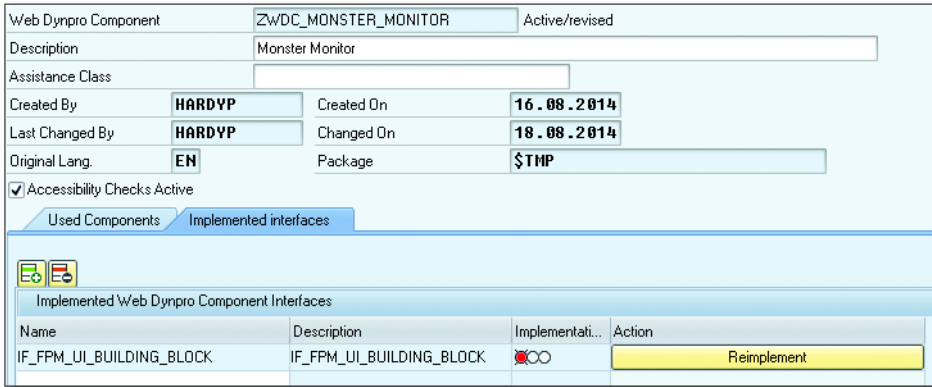 Web Dynpro Component ZWDC_MONSTER_MONITOR Active/revised
Description Monster Monitor
Assistance Class
Created By HARDYP Created On 16.08.2014
Last Changed By HARDYP Changed On 18.08.2014
Original Lang. EN Package $TMP
Accessibility Checks Active
Used Components Implemented interfaces
Implemented Web Dynpro Component Interfaces
Name Description Implementati... Action
IF_FPM_UI_BUILDING_BLOCK IF_FPM_UI_BUILDING_BLOCK Reimplement